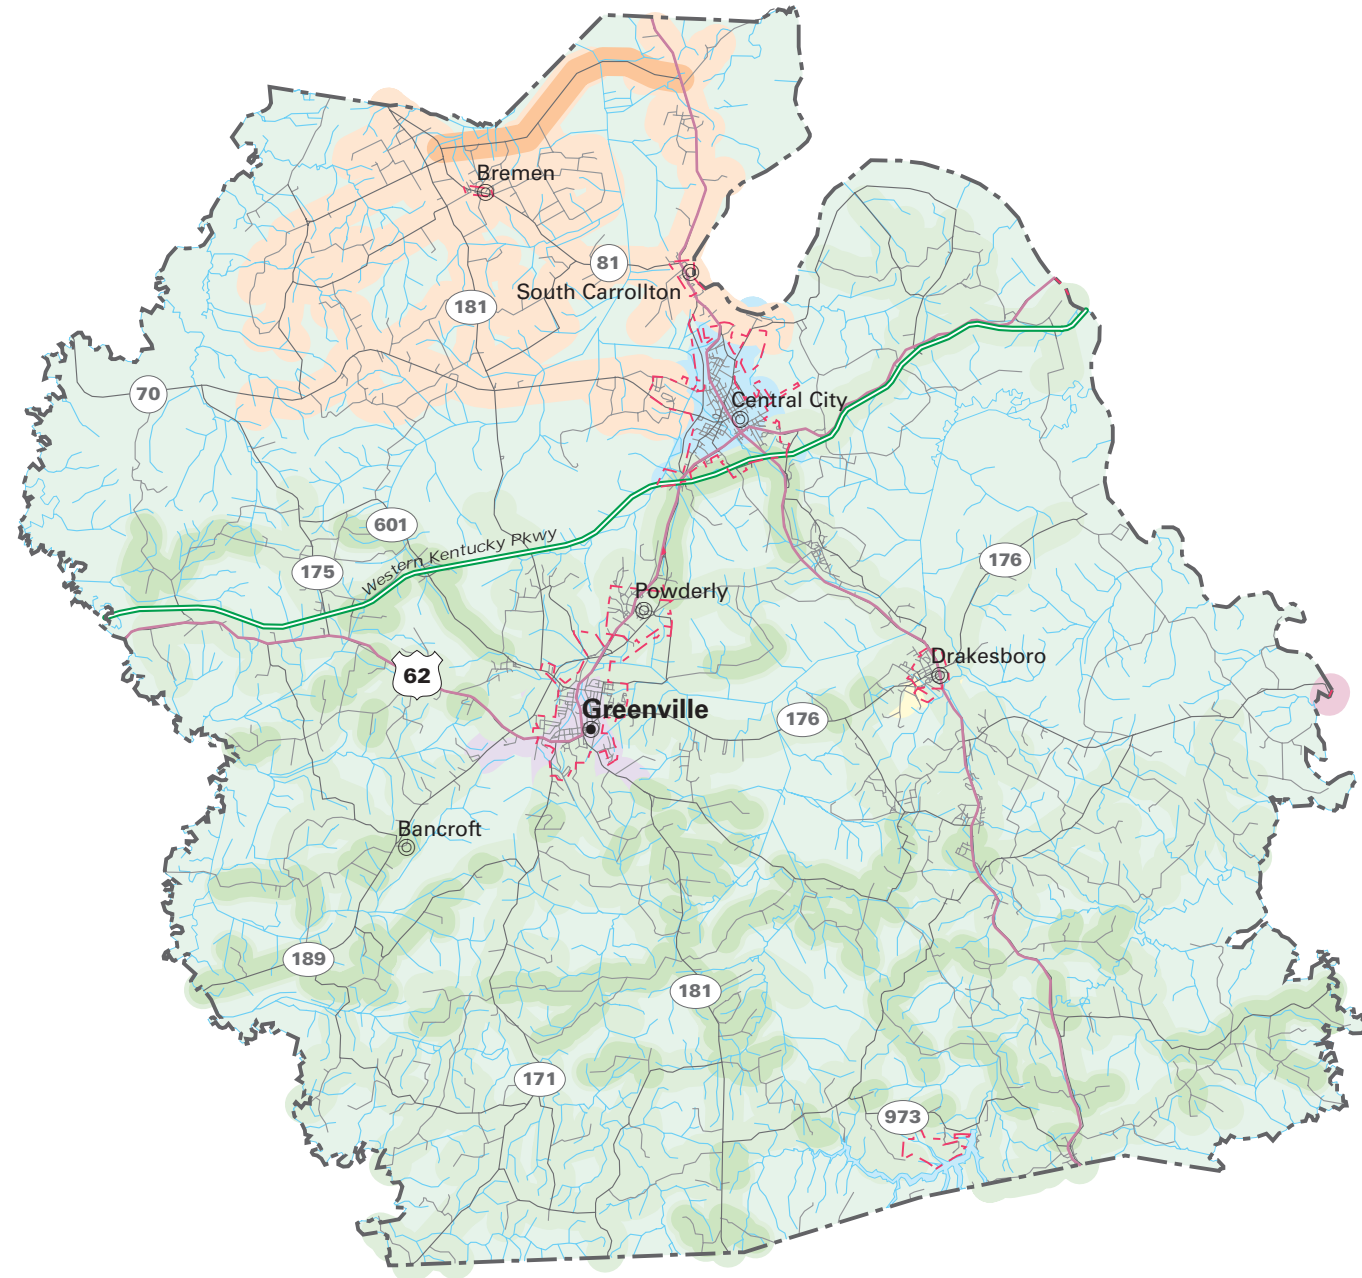 Bremen
81
South Carrollton
181
70
Central City
601
Western Kentucky Pkwy
176
175
Powderly
Drakesboro
62
Greenville
176
Bancroft
189
181
171
973